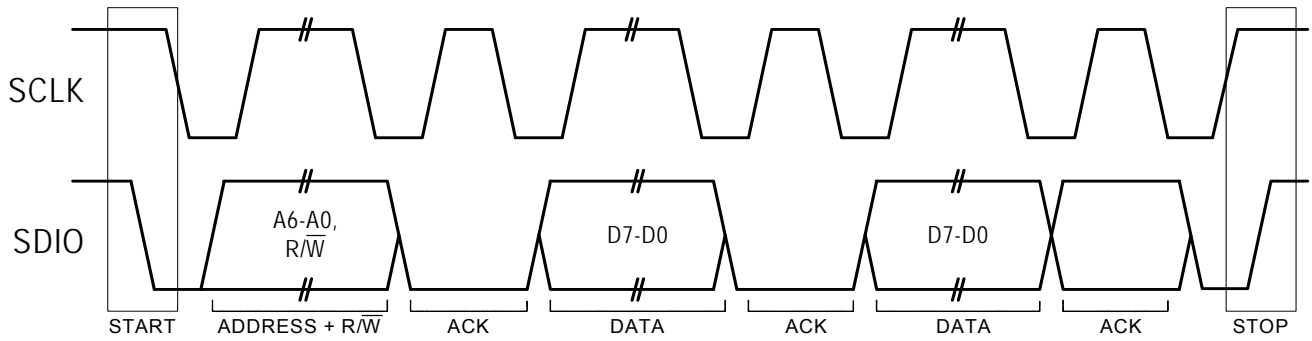 SCLK
SDIO
A6-A0,
R/W̅
D7-D0
D7-D0
START
ADDRESS + R/W̅
ACK
DATA
ACK
DATA
ACK
STOP